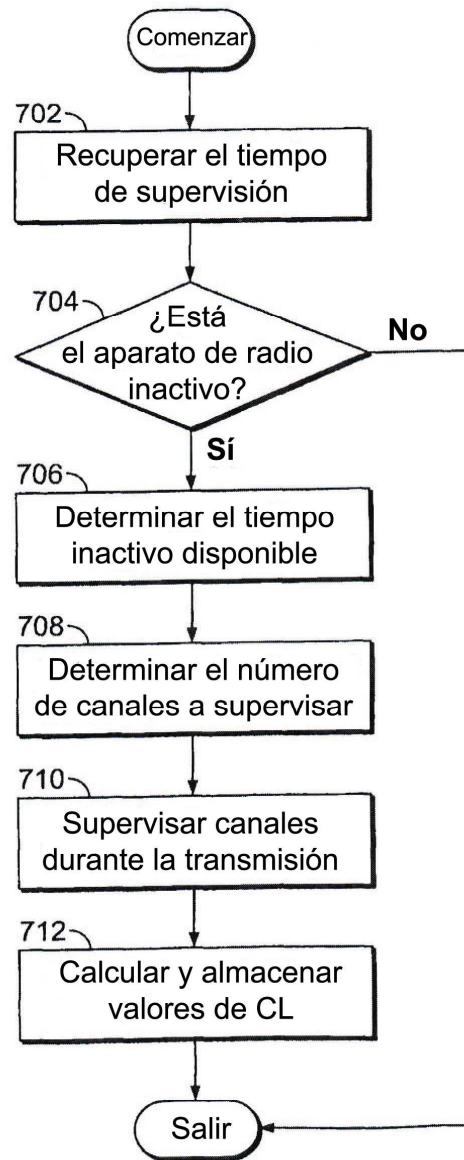 Comenzar
702
Recuperar el tiempo
de supervisión
704
¿Está
el aparato de radio
inactivo?
No
Sí
706
Determinar el tiempo
inactivo disponible
708
Determinar el número
de canales a supervisar
710
Supervisar canales
durante la transmisión
712
Calcular y almacenar
valores de CL
Salir